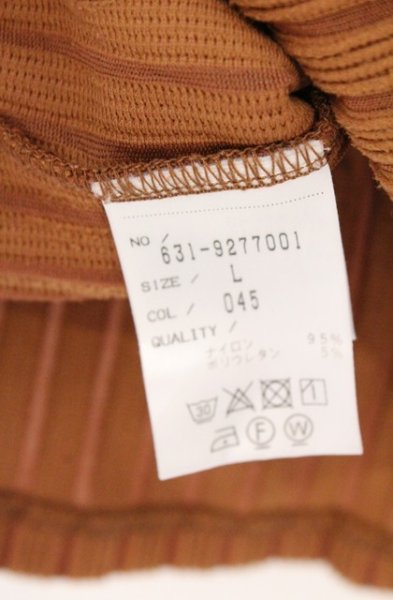 NO / 631-9277001
SIZE / L
COL / 045
QUALITY /
ナイロン 95%
ポリウレタン 5%
30
F W